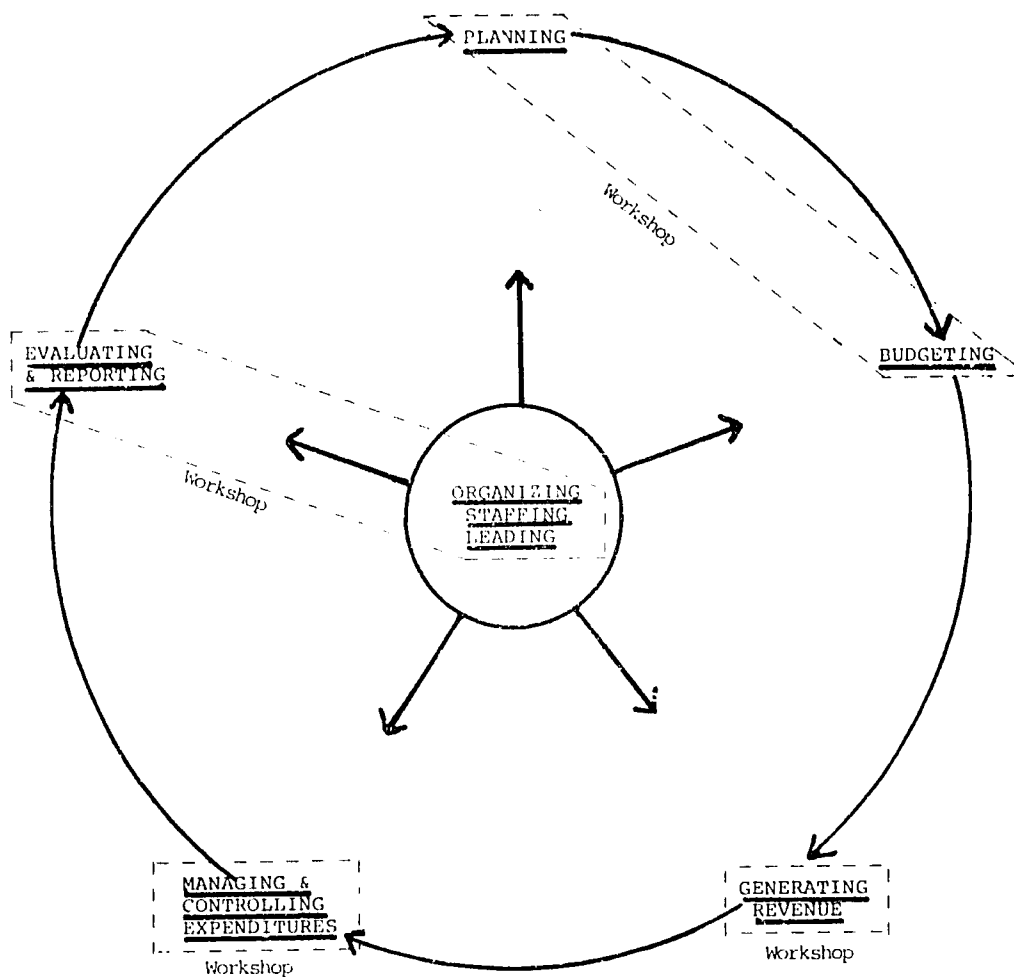 PLANNING
Workshop
BUDGETING
EVALUATING
& REPORTING
Workshop
ORGANIZING
STAFFING
LEADING
MANAGING &
CONTROLLING
EXPENDITURES
Workshop
GENERATING
REVENUE
Workshop